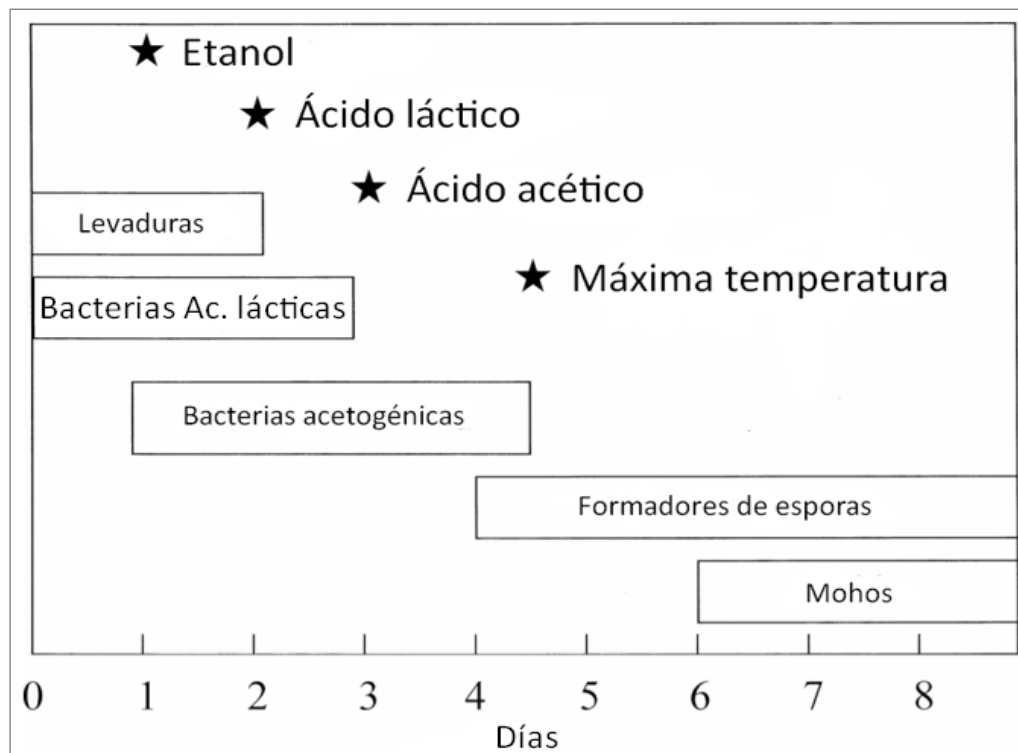 ★ Etanol
★ Ácido láctico
★ Ácido acético
Levaduras
★ Máxima temperatura
Bacterias Ac. lácticas
Bacterias acetogénicas
Formadores de esporas
Mohos
0 1 2 3 4 5 6 7 8
Días